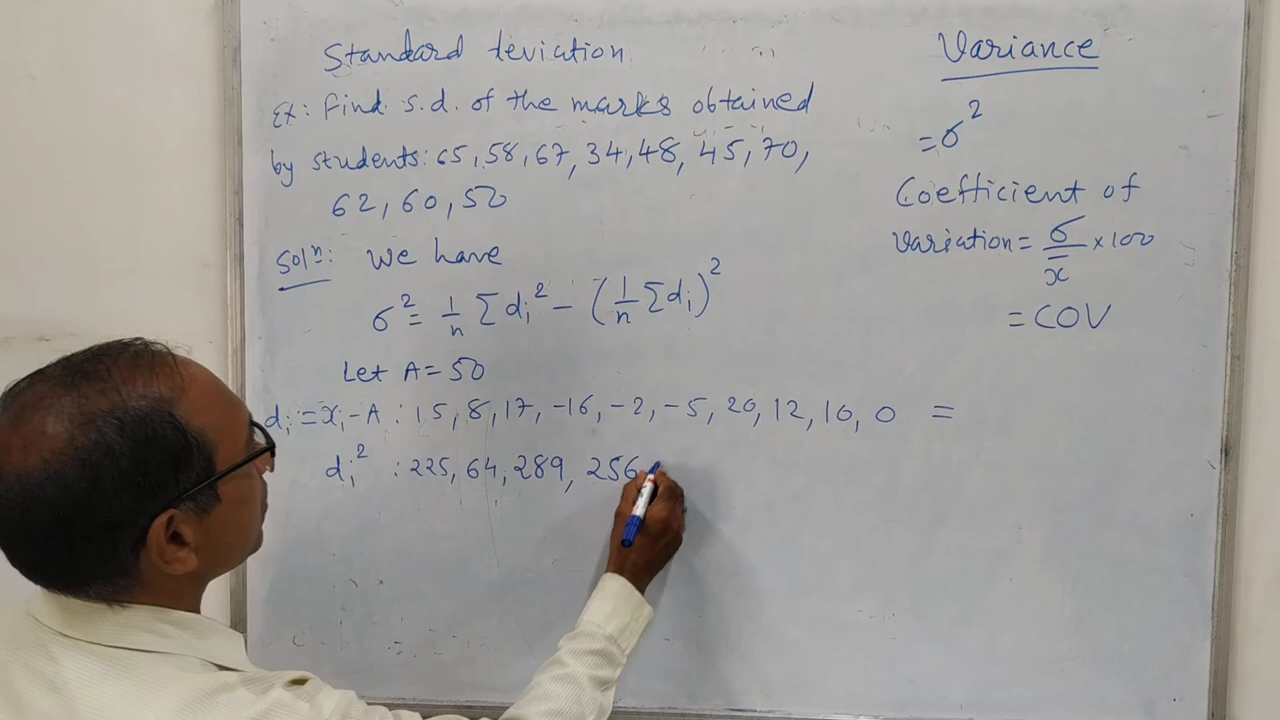 Standard deviation
Ex: Find s.d. of the marks obtained
by students: 65, 58, 67, 34, 48, 45, 70,
62, 60, 50
Solⁿ: We have
σ² = 1/n Σ dᵢ² − (1/n Σ dᵢ)²
Let A = 50
dᵢ = xᵢ − A : 15, 8, 17, -16, -2, -5, 20, 12, 10, 0 =
dᵢ² : 225, 64, 289, 256
Variance
= σ²
Coefficient of
Variation = σ/x̄ × 100
= COV